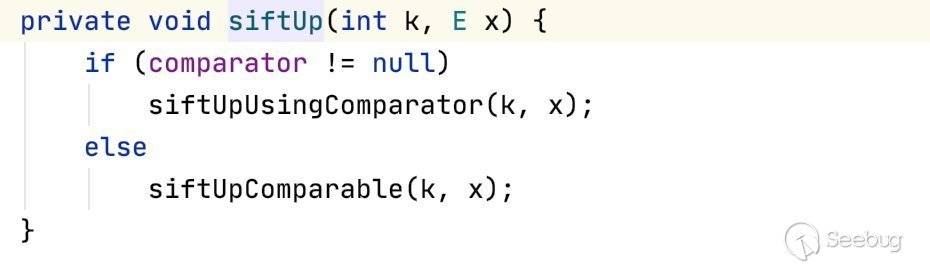 private void siftUp(int k, E x) {
    if (comparator != null)
        siftUpUsingComparator(k, x);
    else
        siftUpComparable(k, x);
}
Seebug